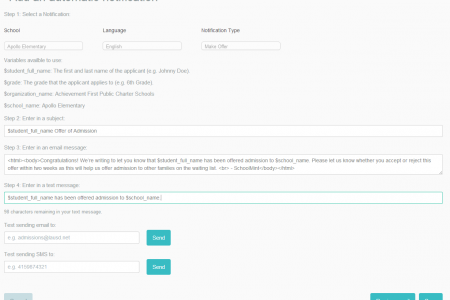 Add an automatic notification
Step 1: Select a Notification:
School Language Notification Type
Apollo Elementary English Make Offer
Variables availble to use:
$student_full_name: The first and last name of the applicant (e.g. Johnny Doe).
$grade: The grade that the applicant applies to (e.g. 6th Grade).
$organization_name: Achievement First Public Charter Schools
$school_name: Apollo Elementary
Step 2: Enter in a subject:
$student_full_name Offer of Admission
Step 3: Enter in an email message:
<html><body>Congratulations! We're writing to let you know that $student_full_name has been offered admission to $school_name. Please let us know whether you accept or reject this
offer within two weeks as this will help us offer admission to other families on the waiting list. <br> - SchoolMint</body></html>
Step 4: Enter in a text message:
$student_full_name has been offered admission to $school_name.
characters remaining in your text message.
Test sending email to:
e.g. admissions@boost.net Send
Test sending SMS to:
e.g. 4155874321 Send